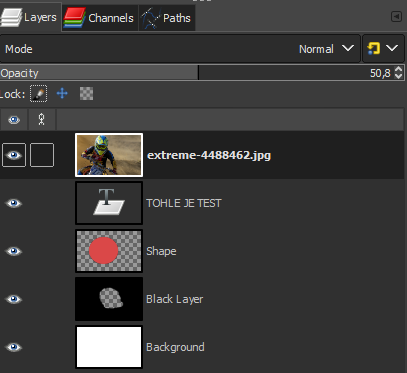 Layers Channels Paths
Mode Normal
Opacity 50,8
Lock:
extreme-4488462.jpg
TOHLE JE TEST
Shape
Black Layer
Background